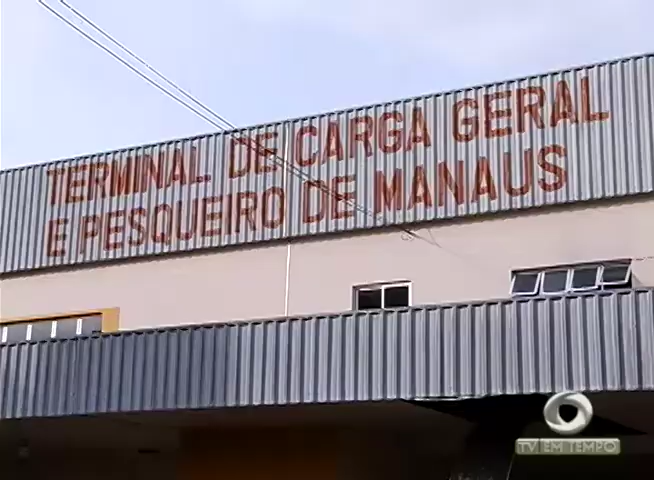 TERMINAL DE CARGA GERAL
E PESQUEIRO DE MANAUS
TV EM TEMPO